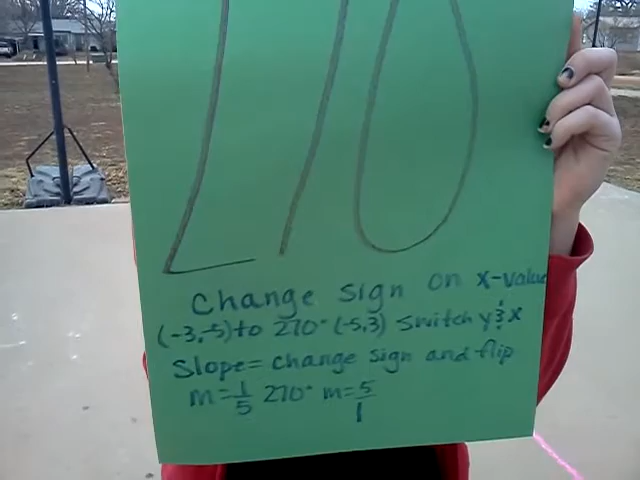 270
Change sign on x-value
(-3,-5) to 270° (-5,3) switch y & x
Slope = change sign and flip
m = 1/5 270° m = 5/1